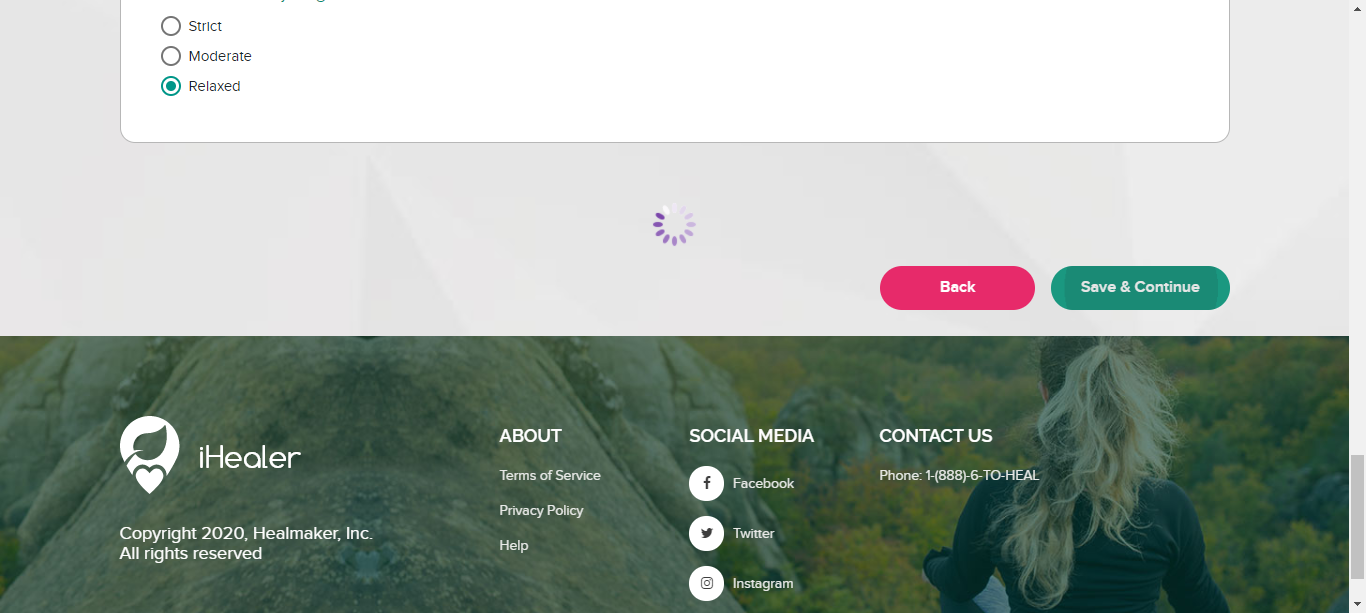 Strict
Moderate
Relaxed
Back
Save & Continue
iHealer
Copyright 2020, Healmaker, Inc.
All rights reserved
ABOUT
Terms of Service
Privacy Policy
Help
SOCIAL MEDIA
Facebook
Twitter
Instagram
CONTACT US
Phone: 1-(888)-6-TO-HEAL